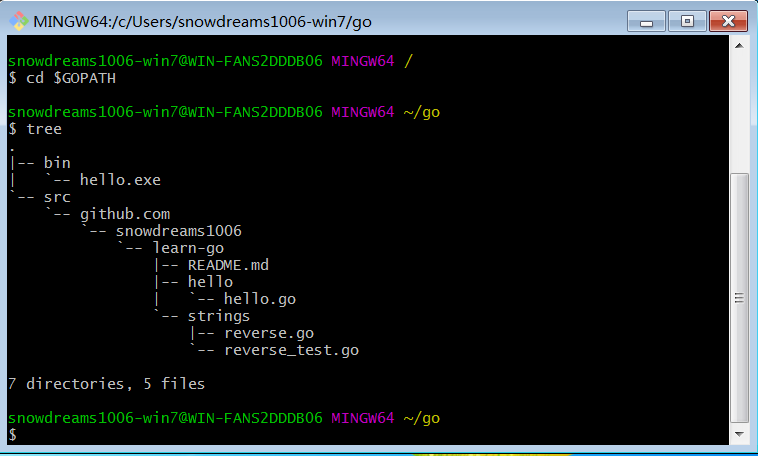 MINGW64:/c/Users/snowdreams1006-win7/go
snowdreams1006-win7@WIN-FANS2DDDB06 MINGW64 /
$ cd $GOPATH
snowdreams1006-win7@WIN-FANS2DDDB06 MINGW64 ~/go
$ tree
.
|-- bin
|   `-- hello.exe
`-- src
    `-- github.com
        `-- snowdreams1006
            `-- learn-go
                |-- README.md
                |-- hello
                |   `-- hello.go
                `-- strings
                    |-- reverse.go
                    `-- reverse_test.go
7 directories, 5 files
snowdreams1006-win7@WIN-FANS2DDDB06 MINGW64 ~/go
$